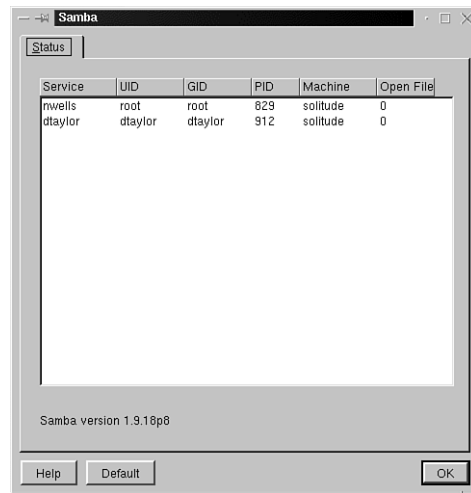 Samba
Status
Service UID GID PID Machine Open File
nwells root root 829 solitude 0
dtaylor dtaylor dtaylor 912 solitude 0
Samba version 1.9.18p8
Help Default OK